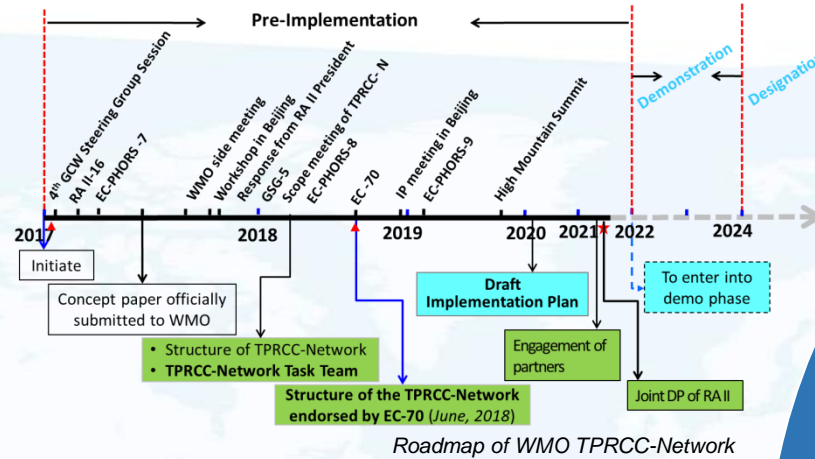 Pre-Implementation
4th GCW Steering Group Session
RA II-16
EC-PHORS -7
WMO side meeting
Workshop in Beijing
Response from RA II President
GSG-5
Scope meeting of TPRCC- N
EC-PHORS-8
EC -70
IP meeting in Beijing
EC-PHORS-9
High Mountain Summit
Demonstration
Designation
2017
2018
2019
2020
2021
2022
2024
Initiate
Concept paper officially
submitted to WMO
• Structure of TPRCC-Network
• TPRCC-Network Task Team
Structure of the TPRCC-Network
endorsed by EC-70 (June, 2018)
Draft
Implementation Plan
Engagement of
partners
Joint DP of RA II
To enter into
demo phase
Roadmap of WMO TPRCC-Network